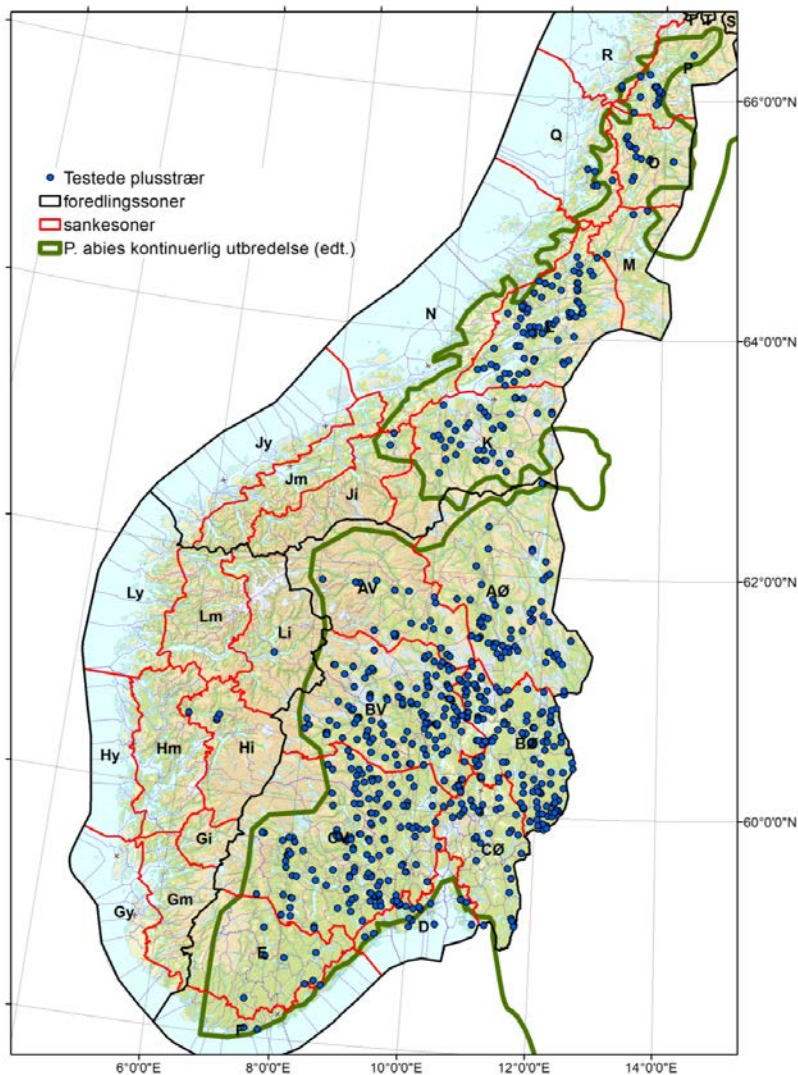 P T S
R
P
66°0'0"N
Q
O
Testede plusstrær
foredlingssoner
sankesoner
P. abies kontinuerlig utbredelse (edt.)
M
N
L
64°0'0"N
Jy
K
Jm
Ji
62°0'0"N
Ly
Lm
AV
AØ
Li
BV
Hy
Hm
Hi
BØ
60°0'0"N
Gi
CV
CØ
Gy
Gm
D
E
F
6°0'0"E
8°0'0"E
10°0'0"E
12°0'0"E
14°0'0"E